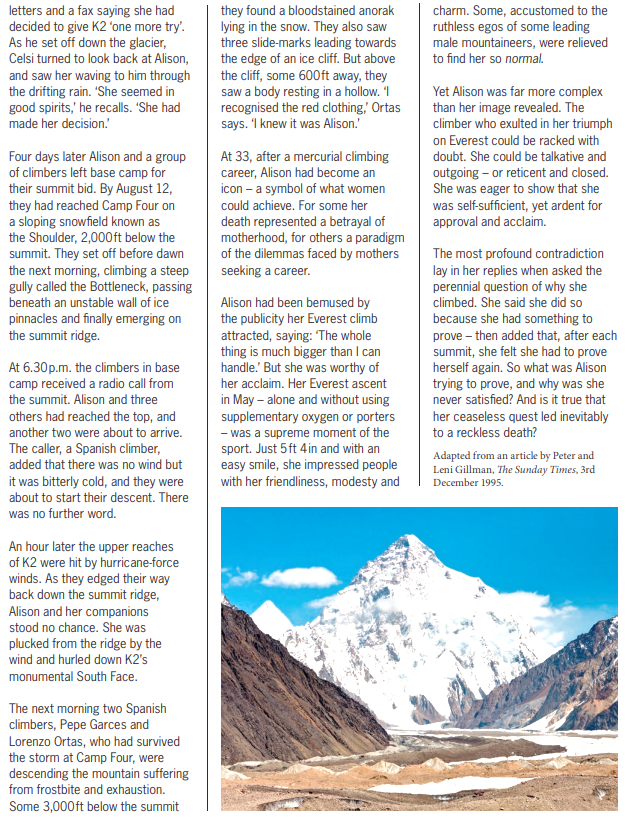 letters and a fax saying she had
decided to give K2 ‘one more try’.
As he set off down the glacier,
Celsi turned to look back at Alison,
and saw her waving to him through
the drifting rain. ‘She seemed in
good spirits,’ he recalls. ‘She had
made her decision.’
Four days later Alison and a group
of climbers left base camp for
their summit bid. By August 12,
they had reached Camp Four on
a sloping snowfield known as
the Shoulder, 2,000ft below the
summit. They set off before dawn
the next morning, climbing a steep
gully called the Bottleneck, passing
beneath an unstable wall of ice
pinnacles and finally emerging on
the summit ridge.
At 6.30p.m. the climbers in base
camp received a radio call from
the summit. Alison and three
others had reached the top, and
another two were about to arrive.
The caller, a Spanish climber,
added that there was no wind but
it was bitterly cold, and they were
about to start their descent. There
was no further word.
An hour later the upper reaches
of K2 were hit by hurricane-force
winds. As they edged their way
back down the summit ridge,
Alison and her companions
stood no chance. She was
plucked from the ridge by the
wind and hurled down K2’s
monumental South Face.
The next morning two Spanish
climbers, Pepe Garces and
Lorenzo Ortas, who had survived
the storm at Camp Four, were
descending the mountain suffering
from frostbite and exhaustion.
Some 3,000ft below the summit
they found a bloodstained anorak
lying in the snow. They also saw
three slide-marks leading towards
the edge of an ice cliff. But above
the cliff, some 600ft away, they
saw a body resting in a hollow. ‘I
recognised the red clothing,’ Ortas
says. ‘I knew it was Alison.’
At 33, after a mercurial climbing
career, Alison had become an
icon – a symbol of what women
could achieve. For some her
death represented a betrayal of
motherhood, for others a paradigm
of the dilemmas faced by mothers
seeking a career.
Alison had been bemused by
the publicity her Everest climb
attracted, saying: ‘The whole
thing is much bigger than I can
handle.’ But she was worthy of
her acclaim. Her Everest ascent
in May – alone and without using
supplementary oxygen or porters
– was a supreme moment of the
sport. Just 5ft 4in and with an
easy smile, she impressed people
with her friendliness, modesty and
charm. Some, accustomed to the
ruthless egos of some leading
male mountaineers, were relieved
to find her so normal.
Yet Alison was far more complex
than her image revealed. The
climber who exulted in her triumph
on Everest could be racked with
doubt. She could be talkative and
outgoing – or reticent and closed.
She was eager to show that she
was self-sufficient, yet ardent for
approval and acclaim.
The most profound contradiction
lay in her replies when asked the
perennial question of why she
climbed. She said she did so
because she had something to
prove – then added that, after each
summit, she felt she had to prove
herself again. So what was Alison
trying to prove, and why was she
never satisfied? And is it true that
her ceaseless quest led inevitably
to a reckless death?
Adapted from an article by Peter and
Leni Gillman, The Sunday Times, 3rd
December 1995.